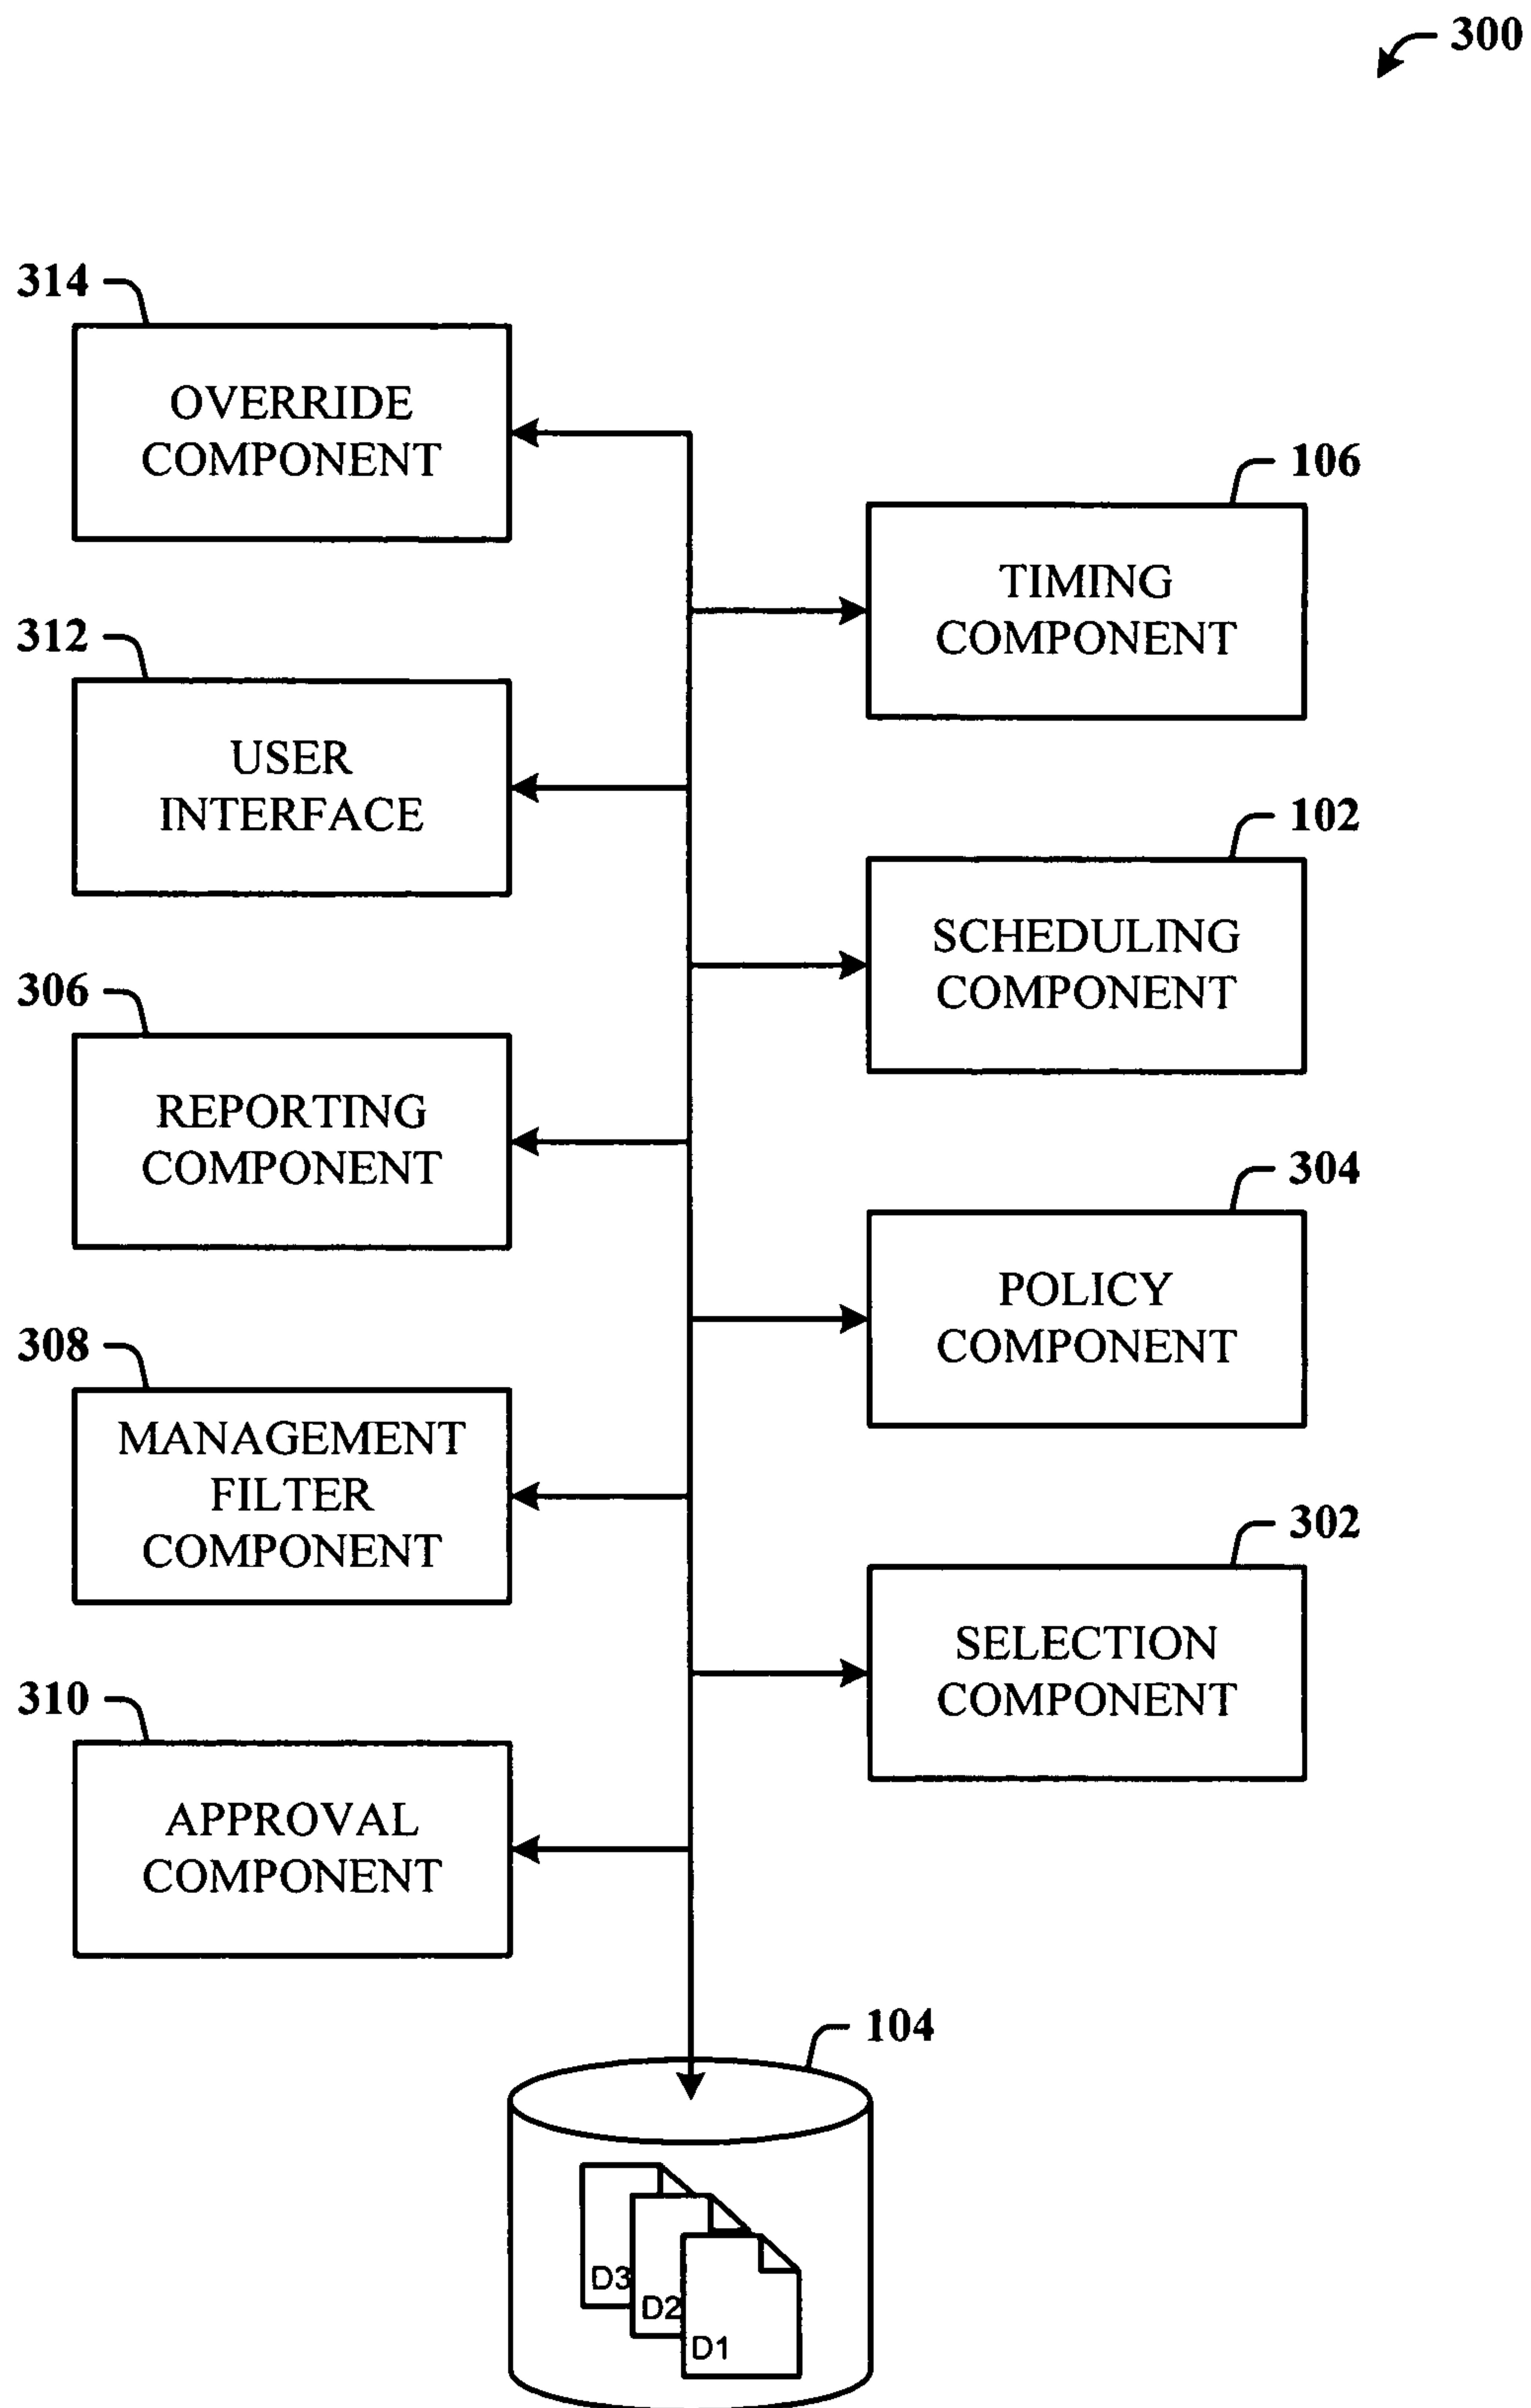 300
314
OVERRIDE
COMPONENT
106
TIMING
COMPONENT
312
USER
INTERFACE
102
SCHEDULING
COMPONENT
306
REPORTING
COMPONENT
304
POLICY
COMPONENT
308
MANAGEMENT
FILTER
COMPONENT
302
SELECTION
COMPONENT
310
APPROVAL
COMPONENT
104
D3
D2
D1